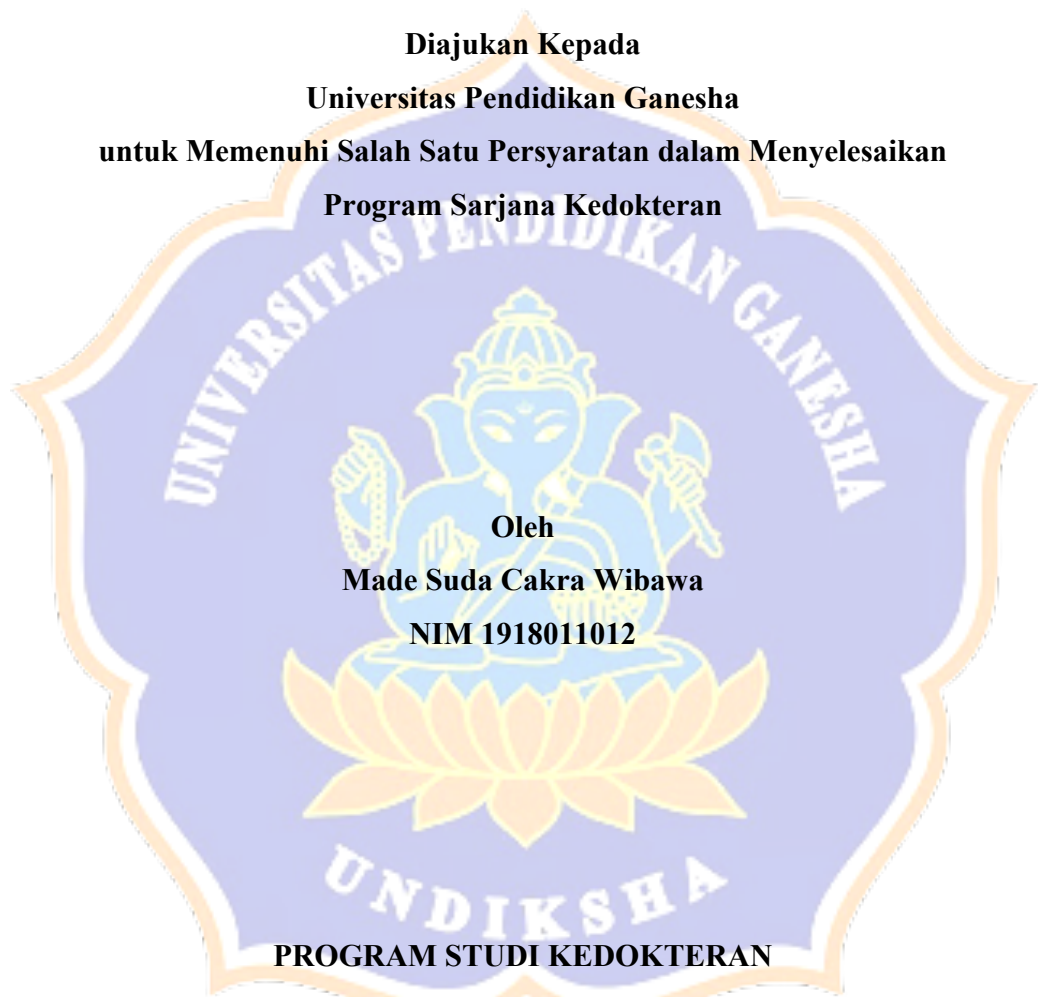 Diajukan Kepada
Universitas Pendidikan Ganesha
untuk Memenuhi Salah Satu Persyaratan dalam Menyelesaikan
Program Sarjana Kedokteran
UNIVERSITAS PENDIDIKAN GANESHA
Oleh
Made Suda Cakra Wibawa
NIM 1918011012
UNDIKSHA
PROGRAM STUDI KEDOKTERAN